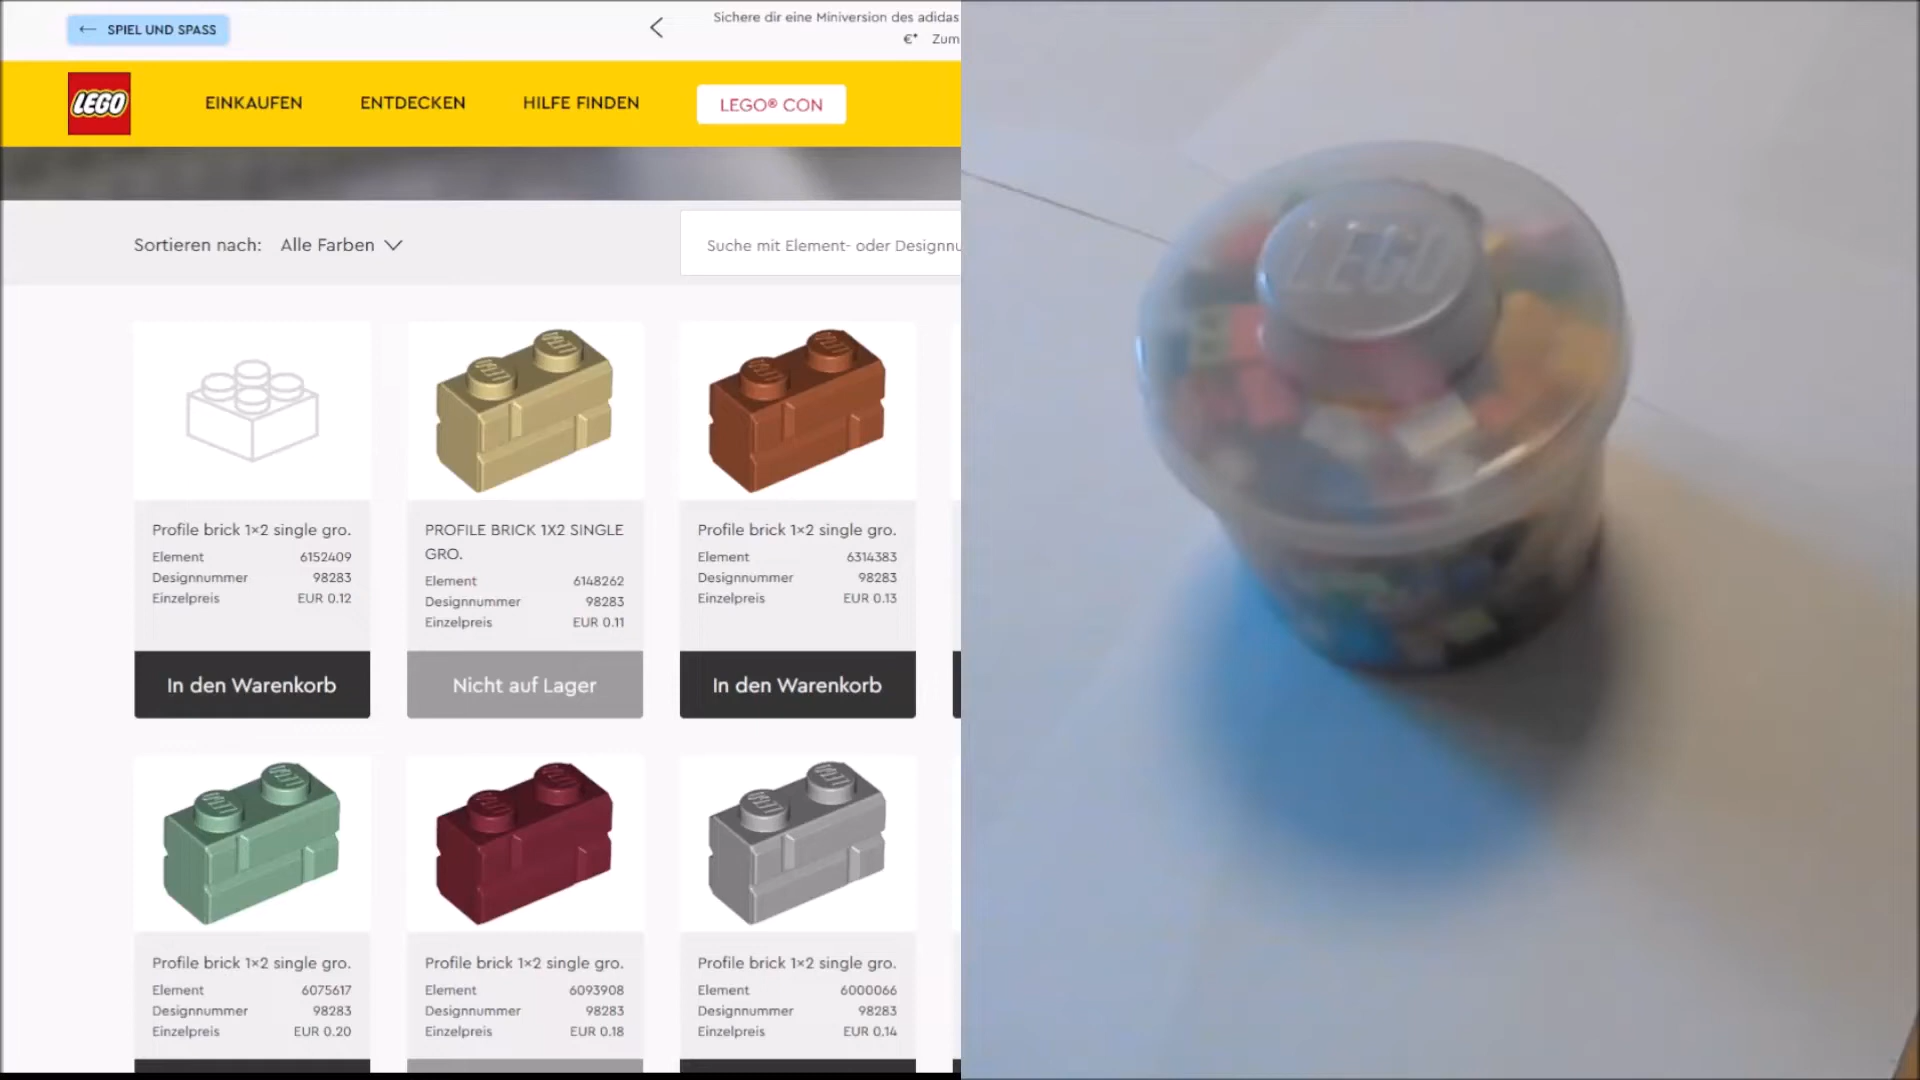 ← SPIEL UND SPASS
Sichere dir eine Miniversion des adidas
€* Zum
LEGO
EINKAUFEN
ENTDECKEN
HILFE FINDEN
LEGO® CON
Sortieren nach: Alle Farben
Suche mit Element- oder Designnu
Profile brick 1×2 single gro.
Element 6152409
Designnummer 98283
Einzelpreis EUR 0.12
In den Warenkorb
PROFILE BRICK 1X2 SINGLE
GRO.
Element 6148262
Designnummer 98283
Einzelpreis EUR 0.11
Nicht auf Lager
Profile brick 1×2 single gro.
Element 6314383
Designnummer 98283
Einzelpreis EUR 0.13
In den Warenkorb
Profile brick 1×2 single gro.
Element 6075617
Designnummer 98283
Einzelpreis EUR 0.20
Profile brick 1×2 single gro.
Element 6093908
Designnummer 98283
Einzelpreis EUR 0.18
Profile brick 1×2 single gro.
Element 6000066
Designnummer 98283
Einzelpreis EUR 0.14
LEGO